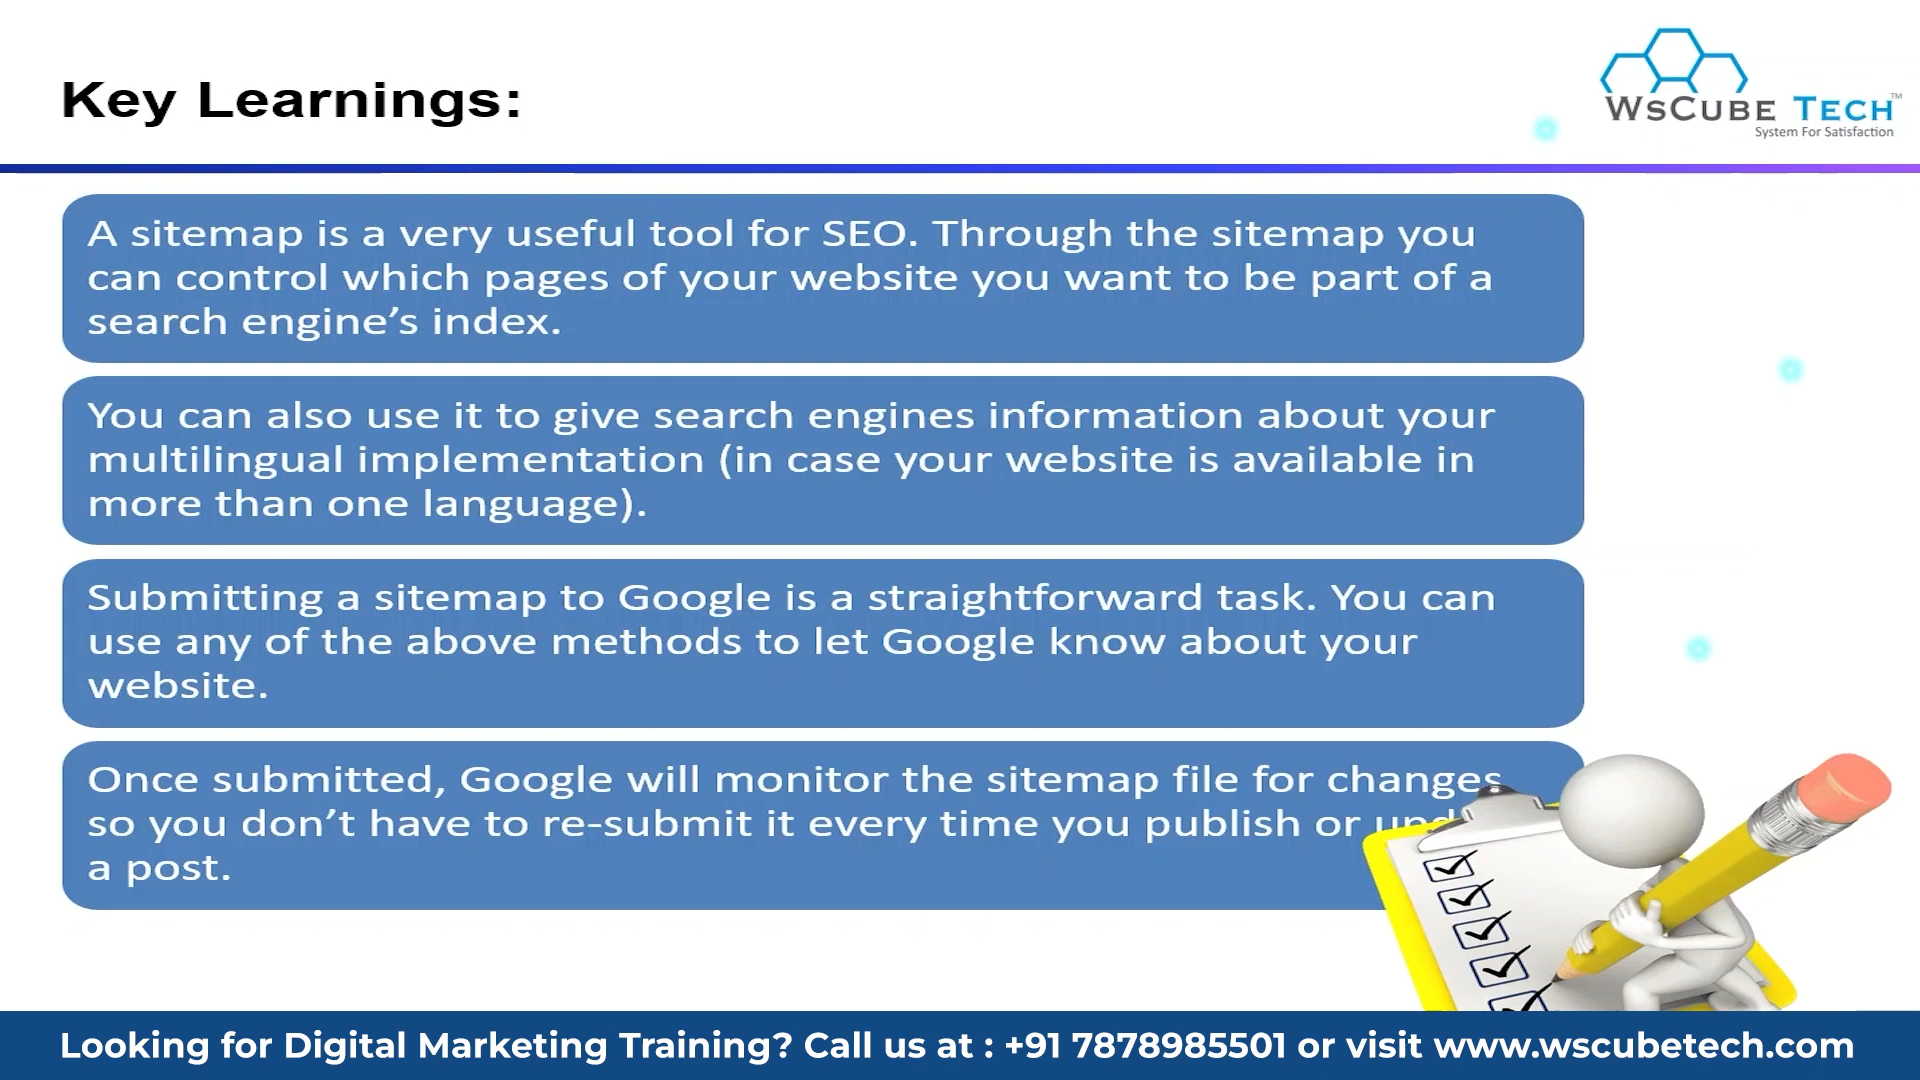 Key Learnings:
WsCube Tech™
System For Satisfaction
A sitemap is a very useful tool for SEO. Through the sitemap you
can control which pages of your website you want to be part of a
search engine’s index.
You can also use it to give search engines information about your
multilingual implementation (in case your website is available in
more than one language).
Submitting a sitemap to Google is a straightforward task. You can
use any of the above methods to let Google know about your
website.
Once submitted, Google will monitor the sitemap file for changes
so you don’t have to re-submit it every time you publish or
a post.
Looking for Digital Marketing Training? Call us at : +91 7878985501 or visit www.wscubetech.com